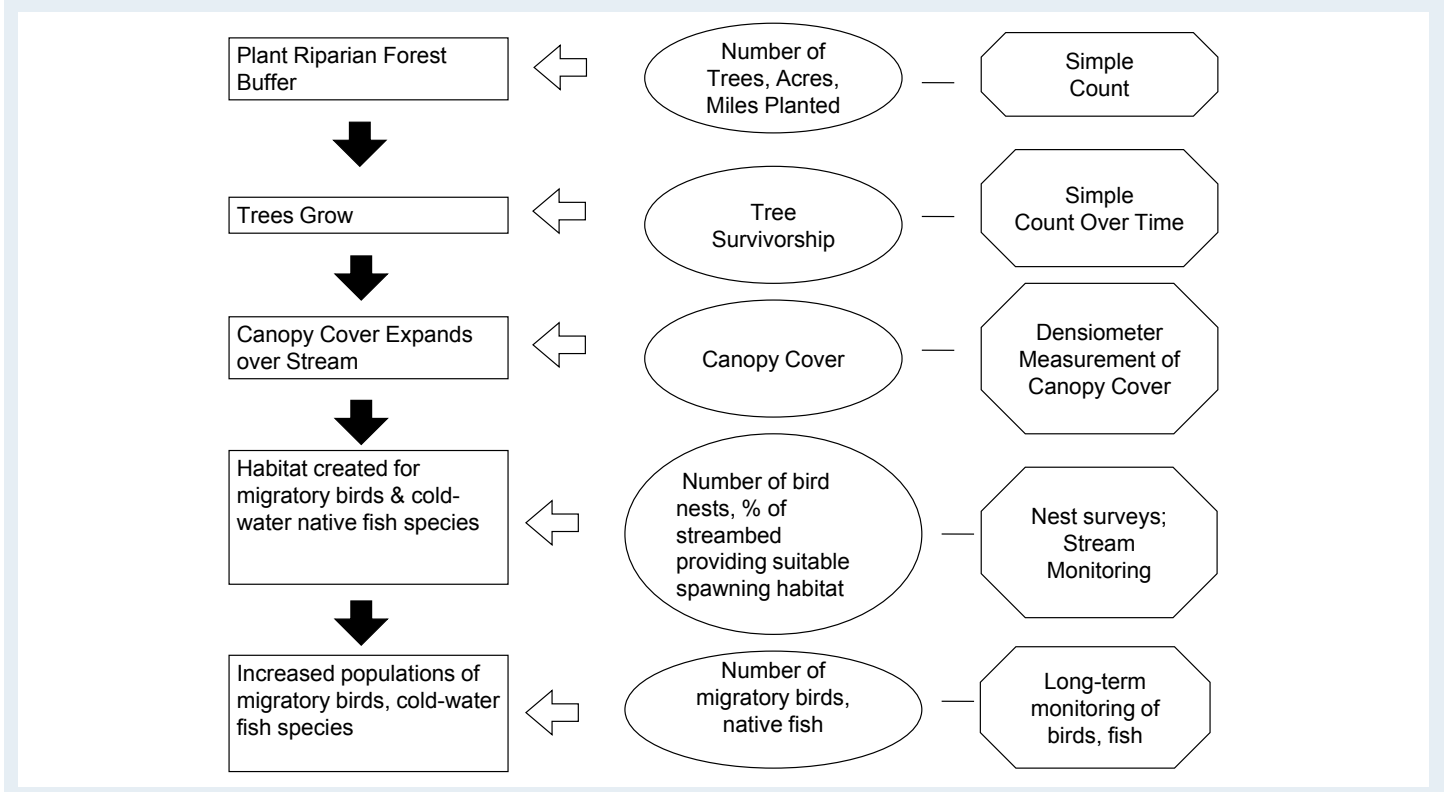 Plant Riparian Forest
Buffer
Number of
Trees, Acres,
Miles Planted
Simple
Count
Trees Grow
Tree
Survivorship
Simple
Count Over Time
Canopy Cover Expands
over Stream
Canopy Cover
Densiometer
Measurement of
Canopy Cover
Habitat created for
migratory birds & cold-
water native fish species
Number of bird
nests, % of
streambed
providing suitable
spawning habitat
Nest surveys;
Stream
Monitoring
Increased populations of
migratory birds, cold-water
fish species
Number of
migratory birds,
native fish
Long-term
monitoring of
birds, fish